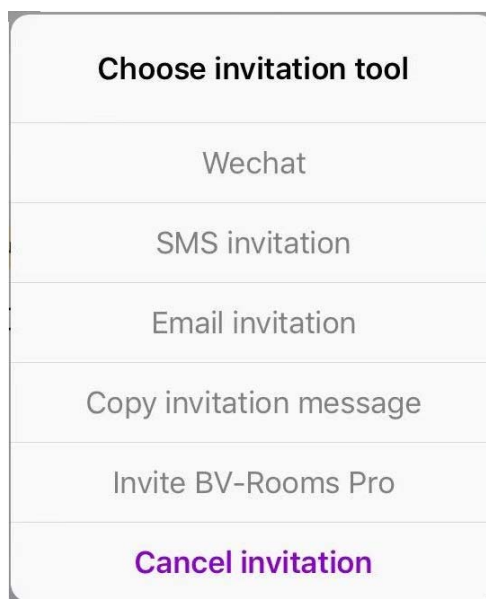 Choose invitation tool
Wechat
SMS invitation
Email invitation
Copy invitation message
Invite BV-Rooms Pro
Cancel invitation